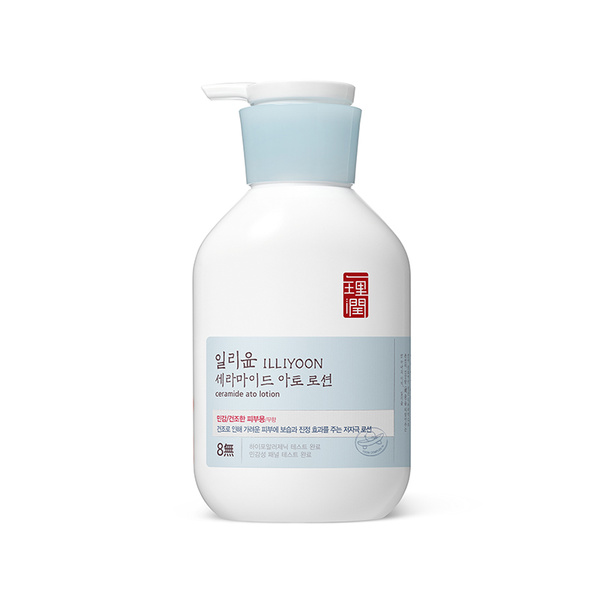 一理潤
일리윤 ILLIYOON
세라마이드 아토 로션
ceramide ato lotion
민감/건조한 피부용/무향
건조로 인해 가려운 피부에 보습과 진정 효과를 주는 저자극 로션
8無
하이포알러제닉 테스트 완료
민감성 패널 테스트 완료